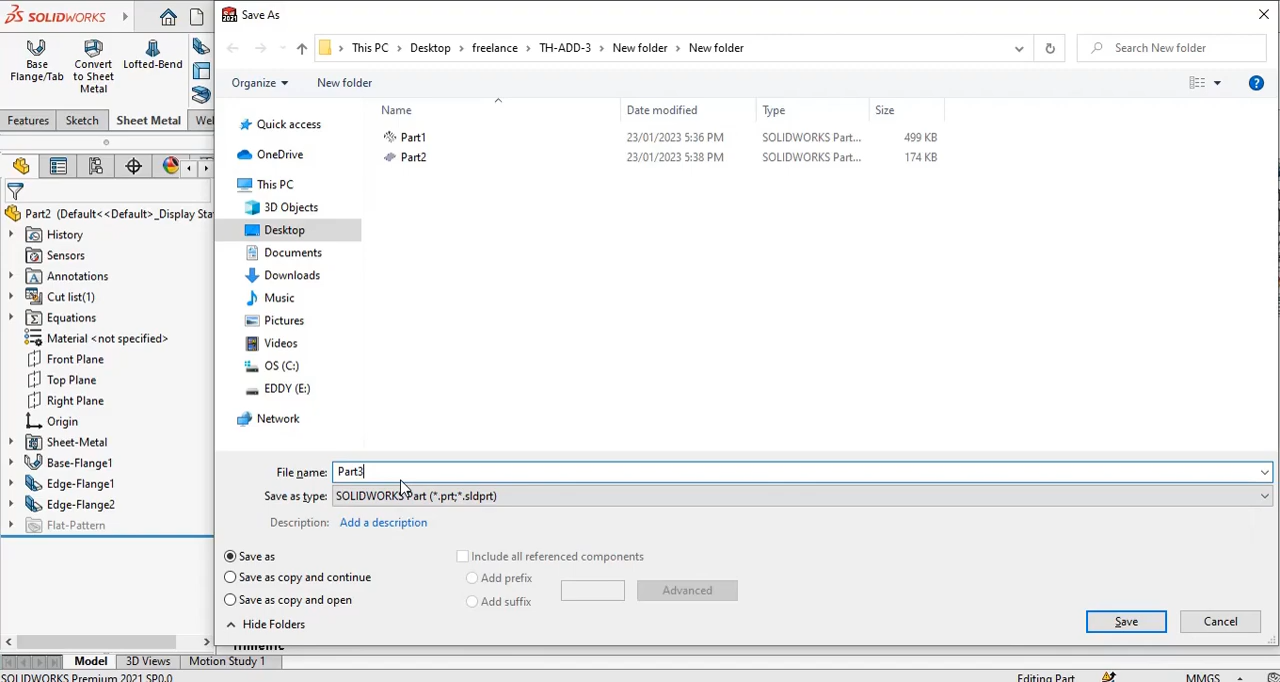 SOLIDWORKS
Save As
Base Flange/Tab
Convert to Sheet Metal
Lofted-Bend
Features
Sketch
Sheet Metal
Part2 (Default<<Default>_Display Sta
History
Sensors
Annotations
Cut list(1)
Equations
Material <not specified>
Front Plane
Top Plane
Right Plane
Origin
Sheet-Metal
Base-Flange1
Edge-Flange1
Edge-Flange2
Flat-Pattern
This PC > Desktop > freelance > TH-ADD-3 > New folder > New folder
Search New folder
Organize
New folder
Quick access
OneDrive
This PC
3D Objects
Desktop
Documents
Downloads
Music
Pictures
Videos
OS (C:)
EDDY (E:)
Network
Name Date modified Type Size
Part1 23/01/2023 5:36 PM SOLIDWORKS Part... 499 KB
Part2 23/01/2023 5:38 PM SOLIDWORKS Part... 174 KB
File name: Part3
Save as type: SOLIDWORKS Part (*.prt;*.sldprt)
Description: Add a description
Save as
Save as copy and continue
Save as copy and open
Include all referenced components
Add prefix
Add suffix
Advanced
Hide Folders
Save
Cancel
Model
3D Views
Motion Study 1
SOLIDWORKS Premium 2021 SP0.0
Editing Part
MMGS